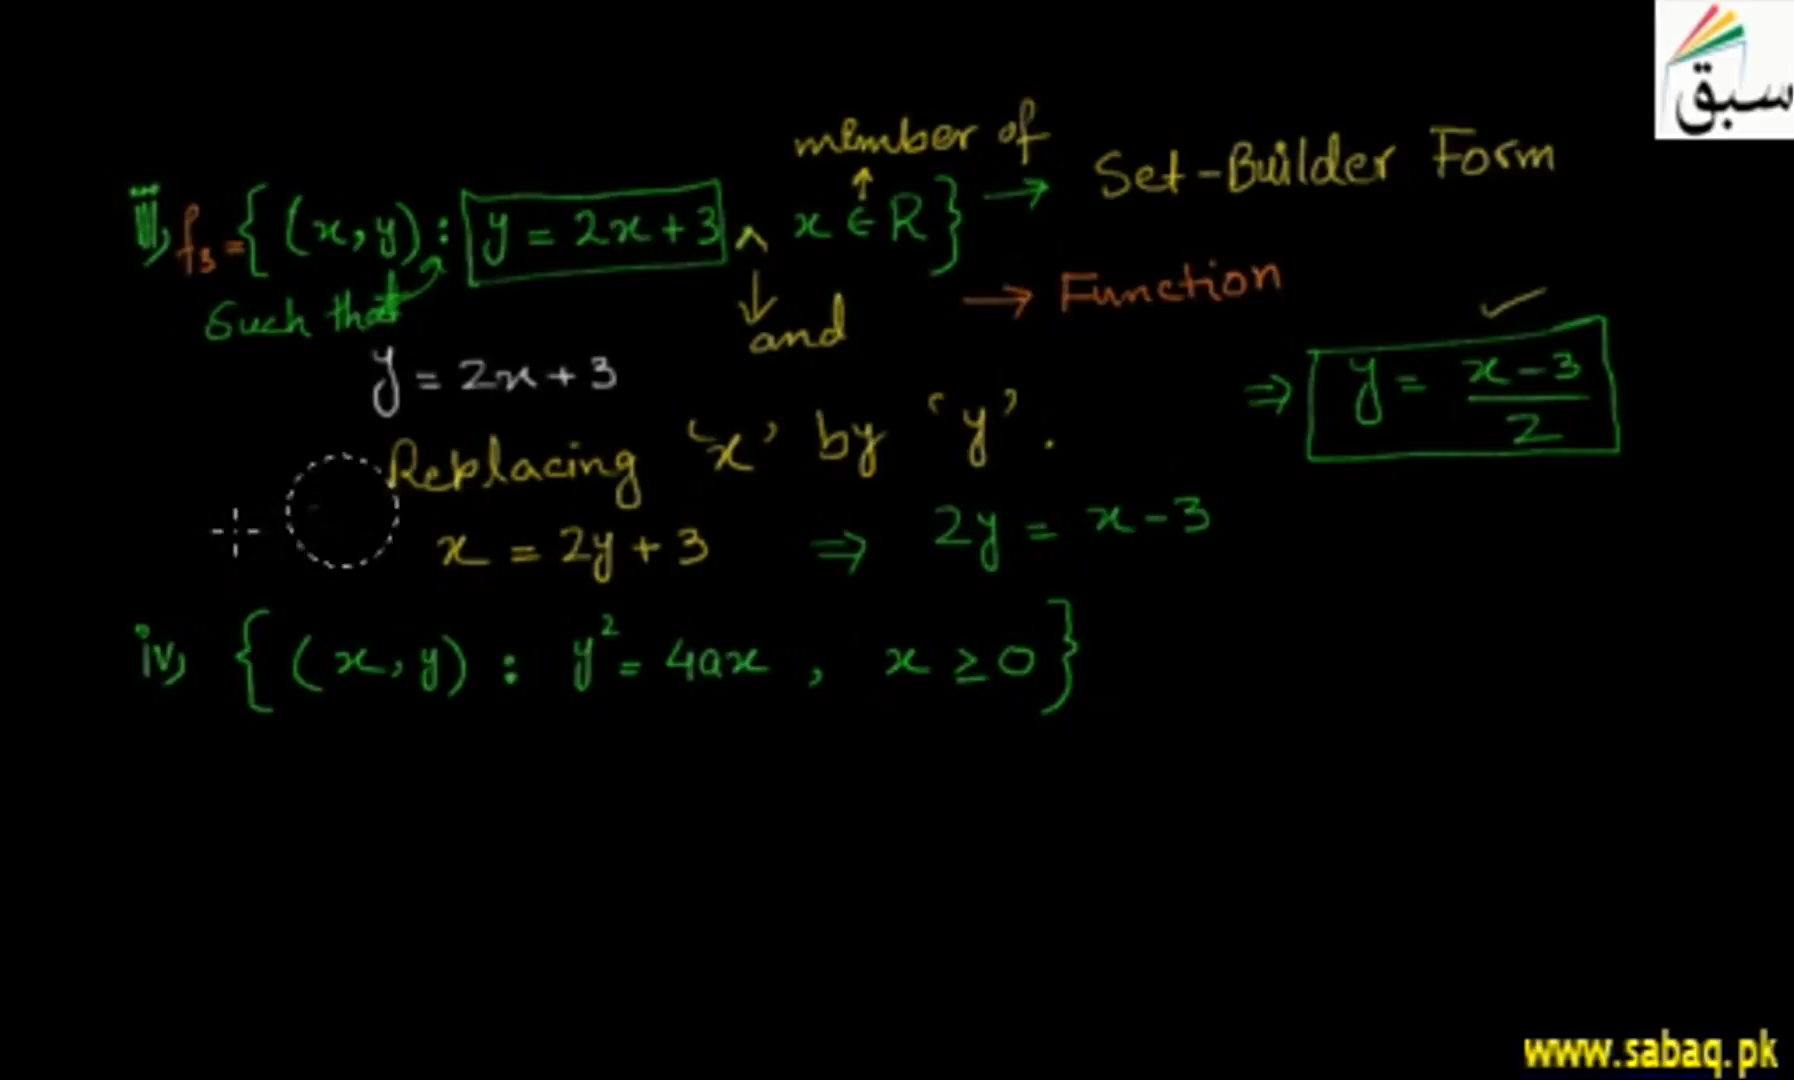 سبق
member of
iii, f₃ = {(x, y) : y = 2x + 3 ∧ x ∈ R} → Set-Builder Form
Such that
and
→ Function
y = 2x + 3
⇒ y = (x - 3)/2
Replacing 'x' by 'y'.
x = 2y + 3 ⇒ 2y = x - 3
iv, {(x, y) : y² = 4ax , x ≥ 0}
www.sabaq.pk